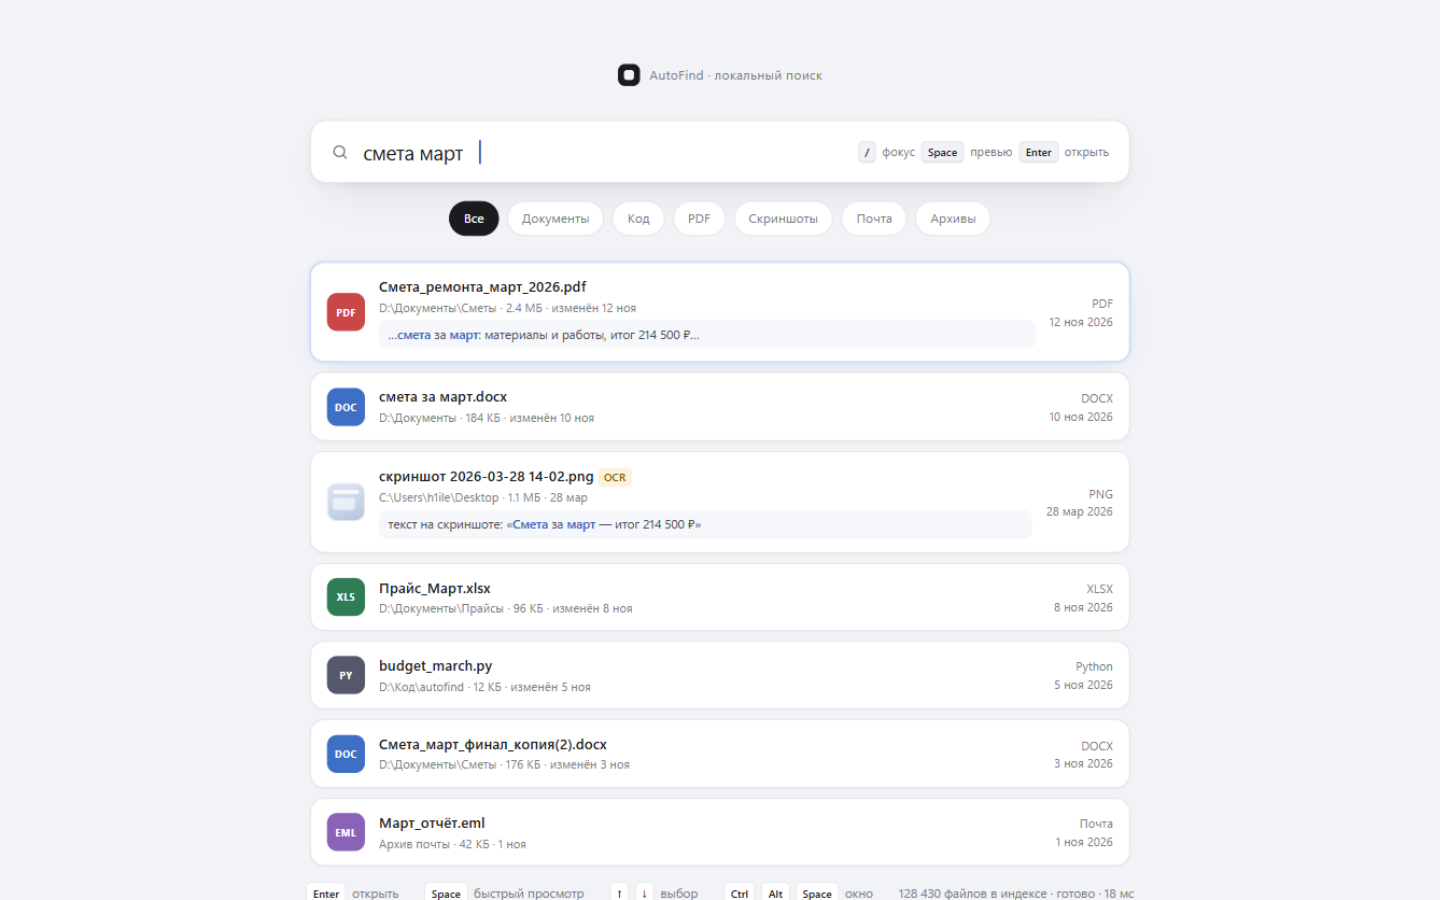 AutoFind · локальный поиск
смета март / фокус Space превью Enter открыть
Все Документы Код PDF Скриншоты Почта Архивы
Смета_ремонта_март_2026.pdf
PDF D:\Документы\Сметы · 2.4 МБ · изменён 12 ноя PDF
...смета за март: материалы и работы, итог 214 500 ₽... 12 ноя 2026
смета за март.docx DOCX
DOC D:\Документы · 184 КБ · изменён 10 ноя 10 ноя 2026
скриншот 2026-03-28 14-02.png OCR
C:\Users\h1ile\Desktop · 1.1 МБ · 28 мар PNG
текст на скриншоте: «Смета за март — итог 214 500 ₽» 28 мар 2026
Прайс_Март.xlsx XLSX
XLS D:\Документы\Прайсы · 96 КБ · изменён 8 ноя 8 ноя 2026
budget_march.py Python
PY D:\Код\autofind · 12 КБ · изменён 5 ноя 5 ноя 2026
Смета_март_финал_копия(2).docx DOCX
DOC D:\Документы\Сметы · 176 КБ · изменён 3 ноя 3 ноя 2026
Март_отчёт.eml Почта
EML Архив почты · 42 КБ · 1 ноя 1 ноя 2026
Enter открыть Space быстрый просмотр ↑ ↓ выбор Ctrl Alt Space окно 128 430 файлов в индексе · готово · 18 мс